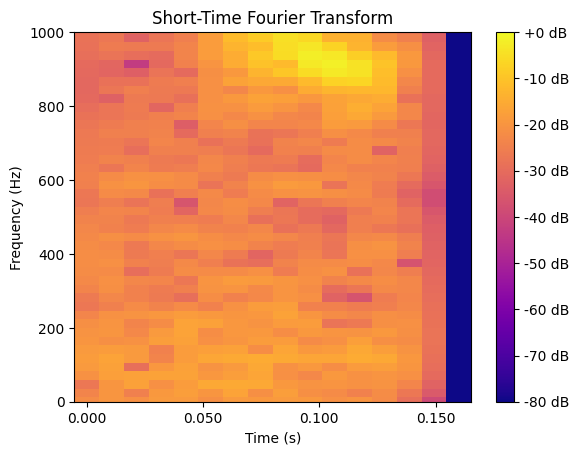 Short-Time Fourier Transform
1000
800
600
400
200
0
Frequency (Hz)
0.000
0.050
0.100
0.150
Time (s)
+0 dB
-10 dB
-20 dB
-30 dB
-40 dB
-50 dB
-60 dB
-70 dB
-80 dB